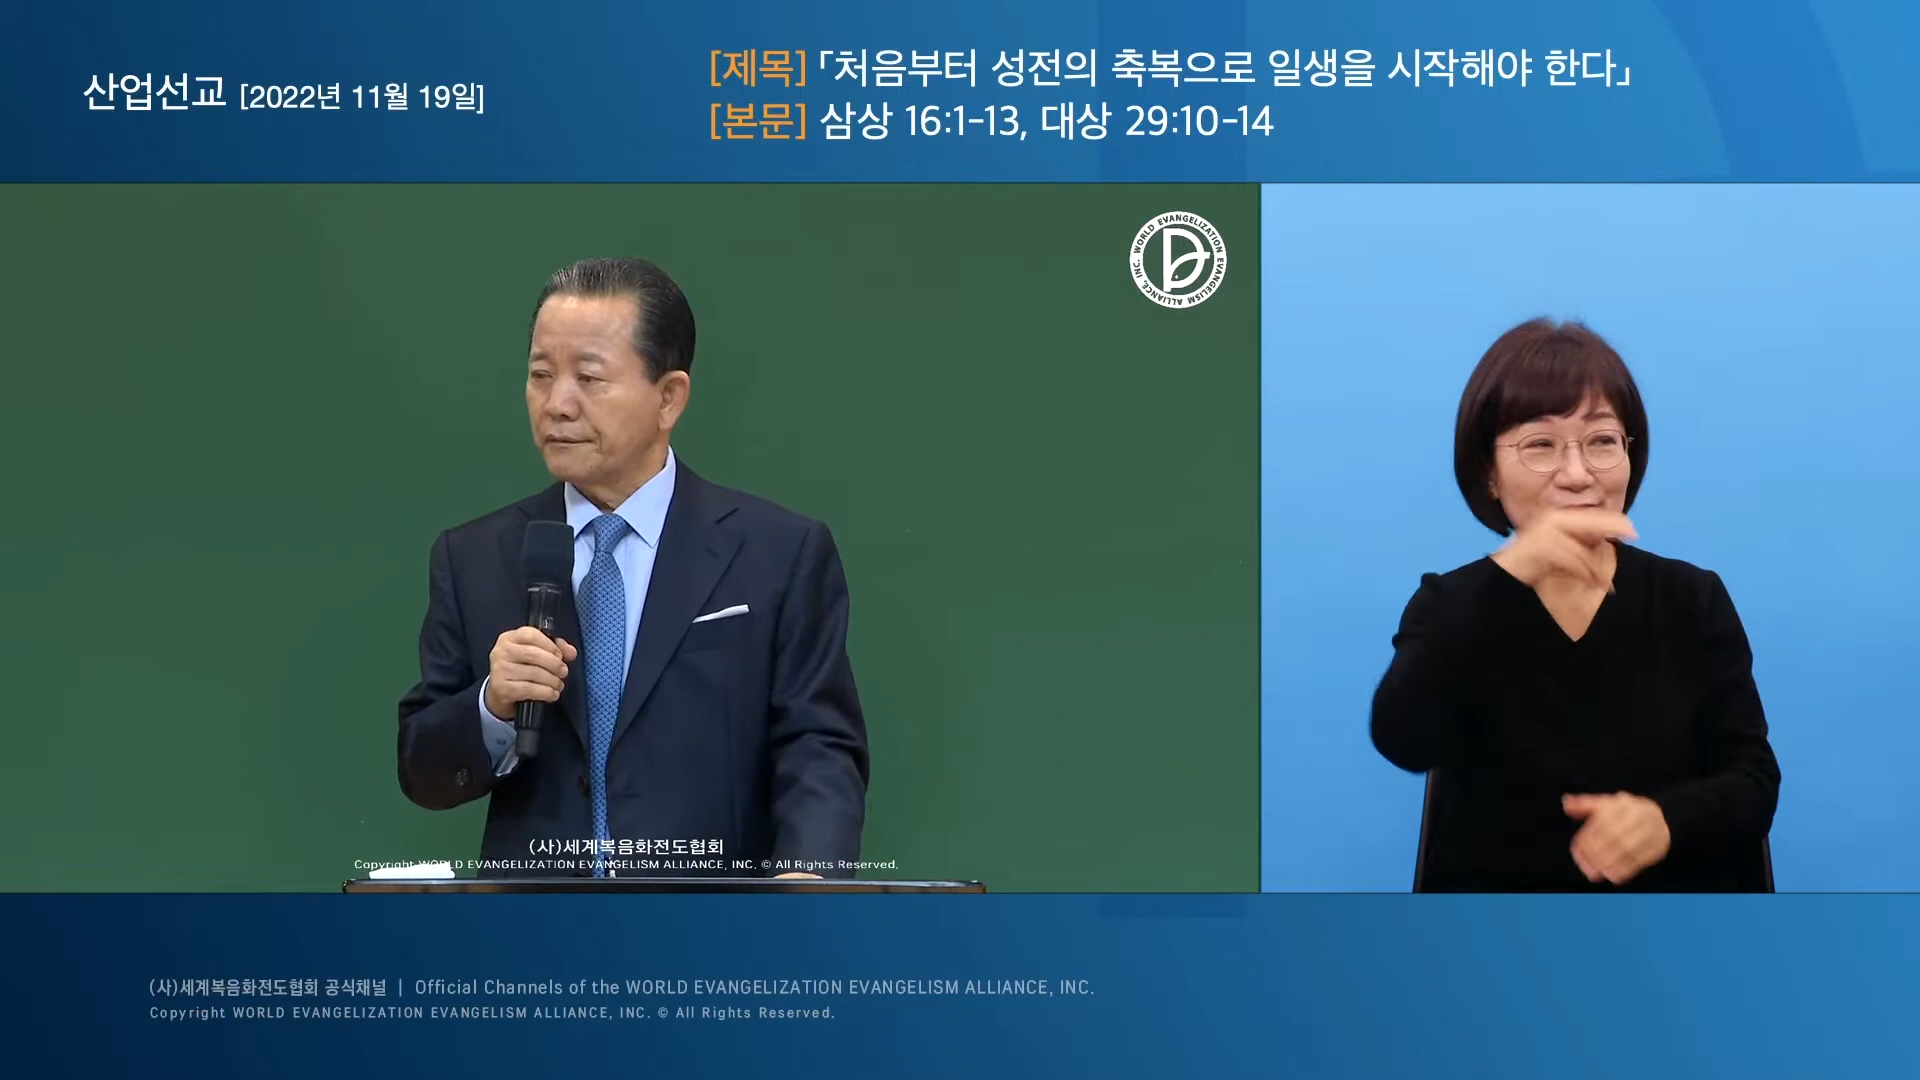 산업선교 [2022년 11월 19일]
[제목] 「처음부터 성전의 축복으로 일생을 시작해야 한다」
[본문] 삼상 16:1-13, 대상 29:10-14
WORLD EVANGELIZATION EVANGELISM ALLIANCE, INC.
(사)세계복음화전도협회
Copyright WORLD EVANGELIZATION EVANGELISM ALLIANCE, INC. © All Rights Reserved.
(사)세계복음화전도협회 공식채널 | Official Channels of the WORLD EVANGELIZATION EVANGELISM ALLIANCE, INC.
Copyright WORLD EVANGELIZATION EVANGELISM ALLIANCE, INC. © All Rights Reserved.